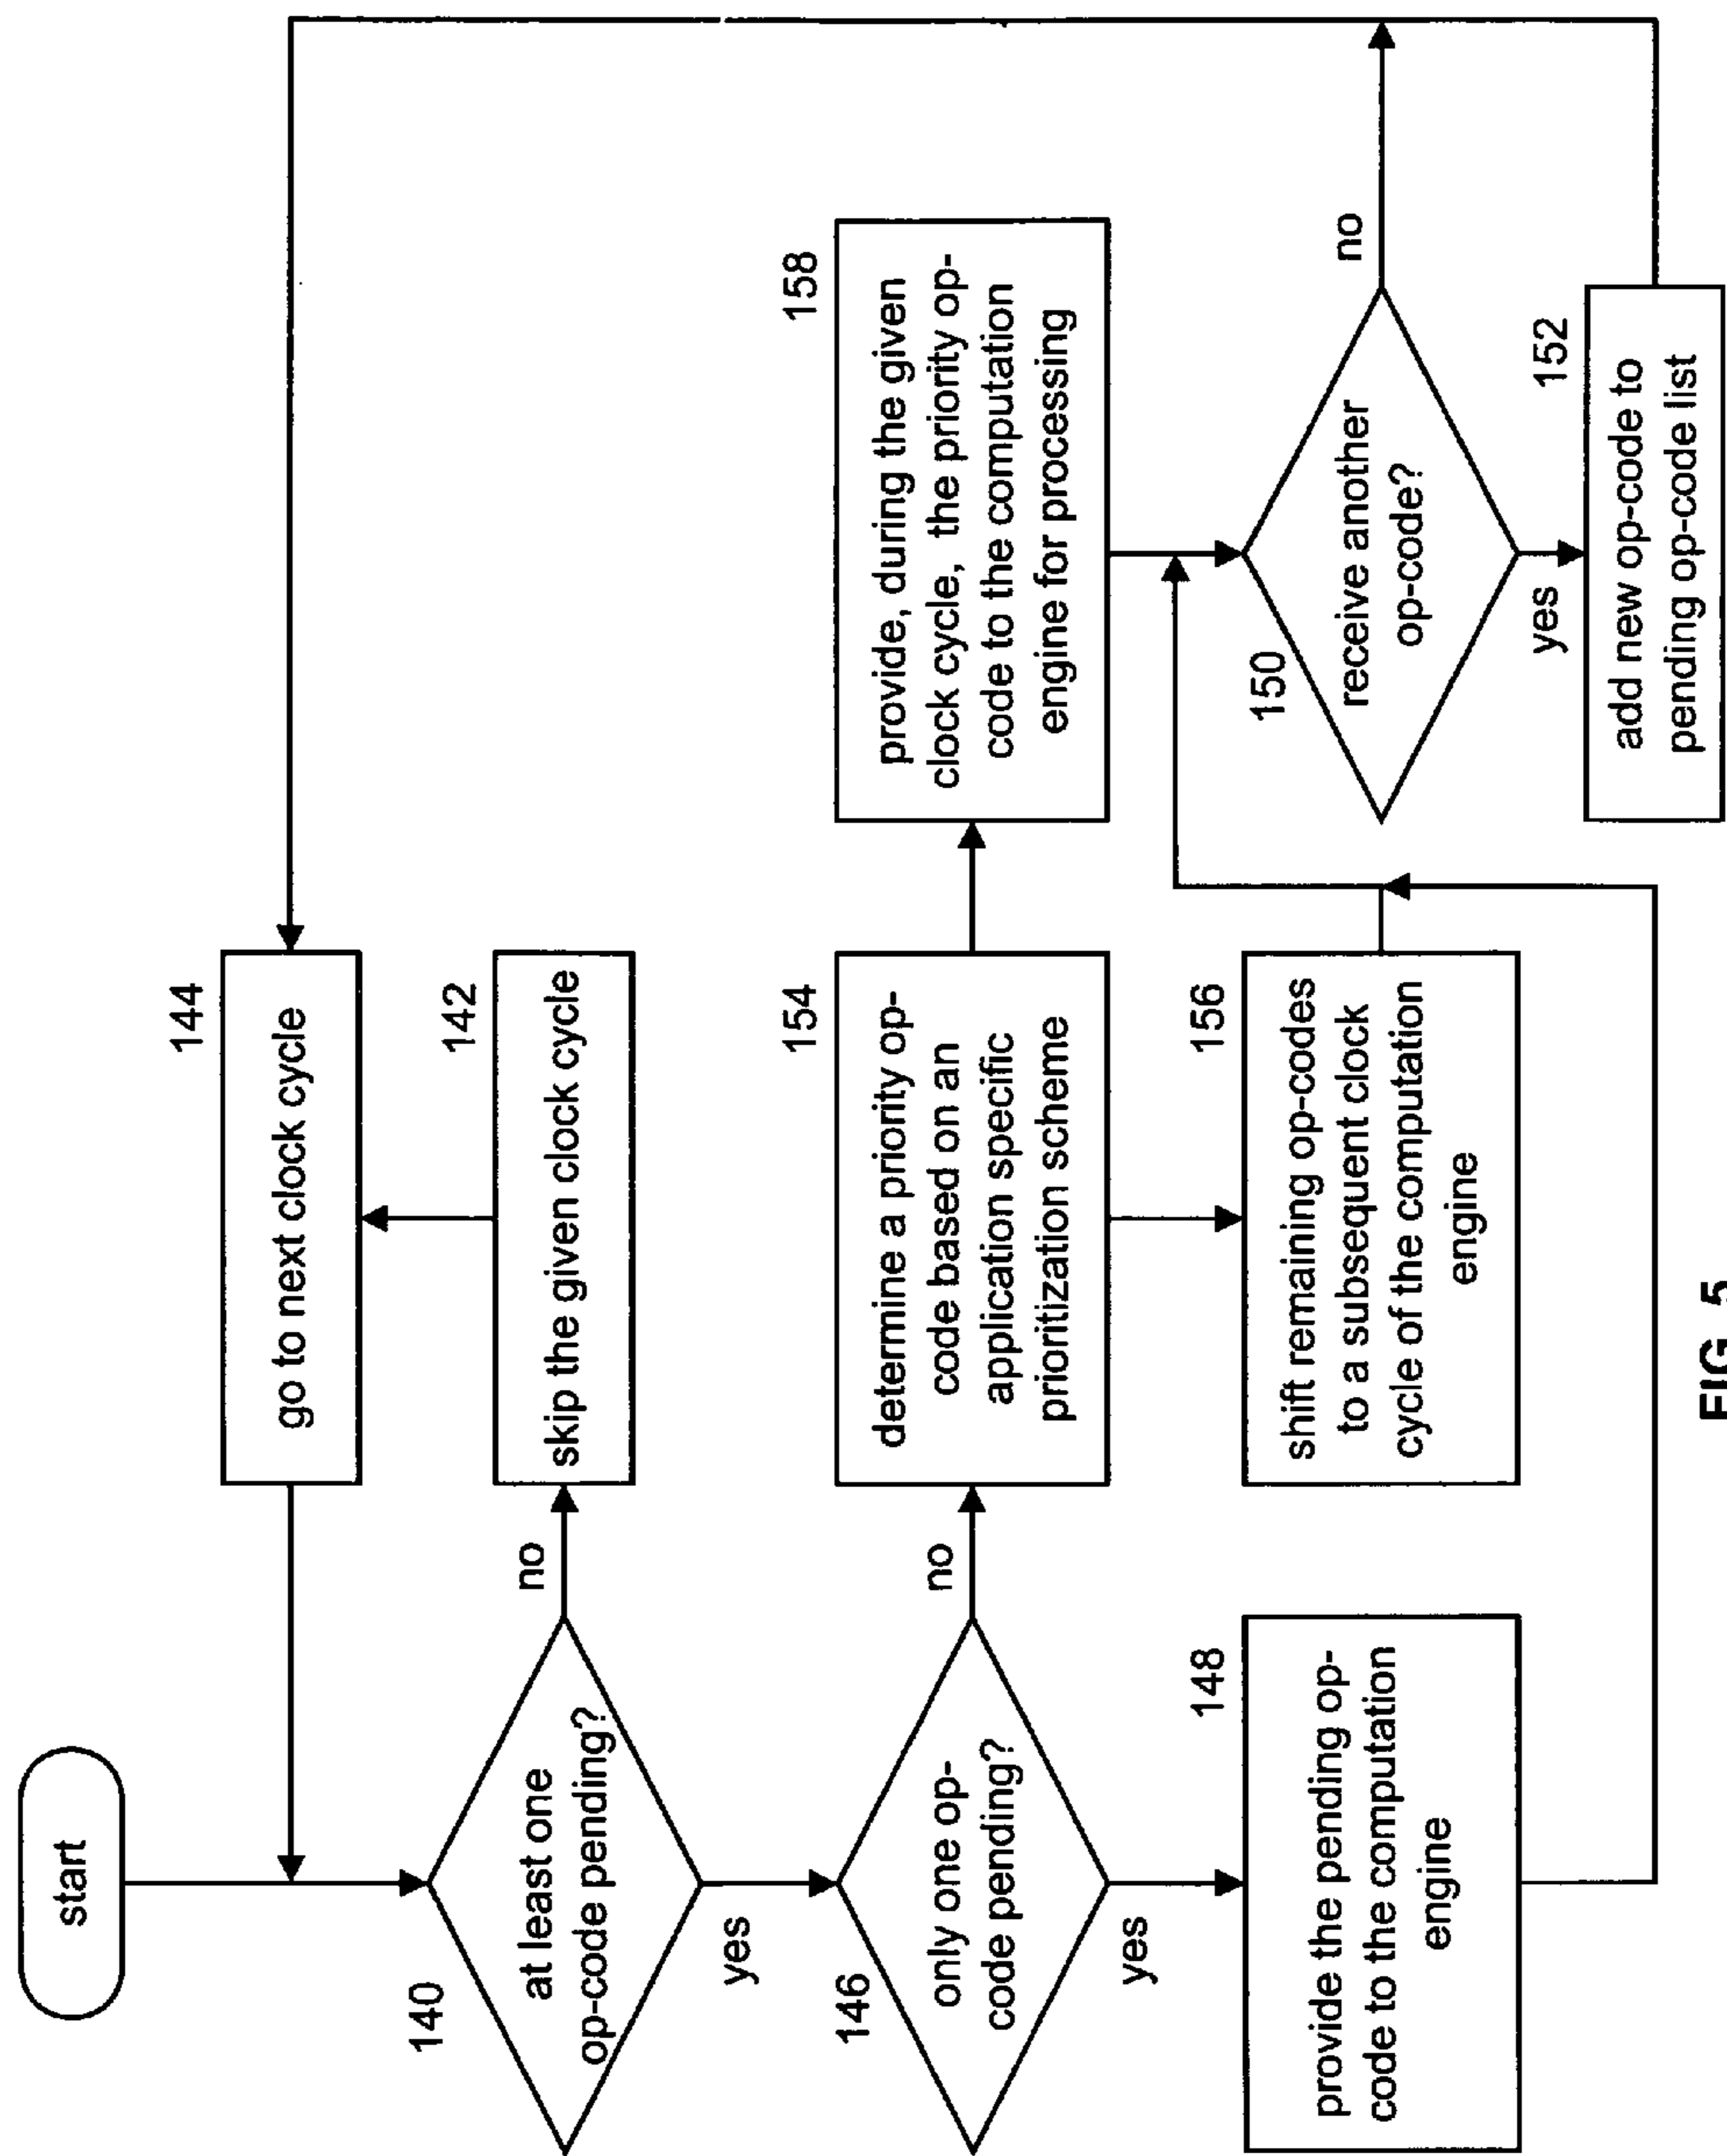 start
140
at least one
op-code pending?
no
yes
144
go to next clock cycle
142
skip the given clock cycle
146
only one op-
code pending?
no
yes
154
determine a priority op-
code based on an
application specific
prioritization scheme
158
provide, during the given
clock cycle, the priority op-
code to the computation
engine for processing
148
provide the pending op-
code to the computation
engine
156
shift remaining op-codes
to a subsequent clock
cycle of the computation
engine
150
receive another
op-code?
no
yes
152
add new op-code to
pending op-code list
FIG. 5